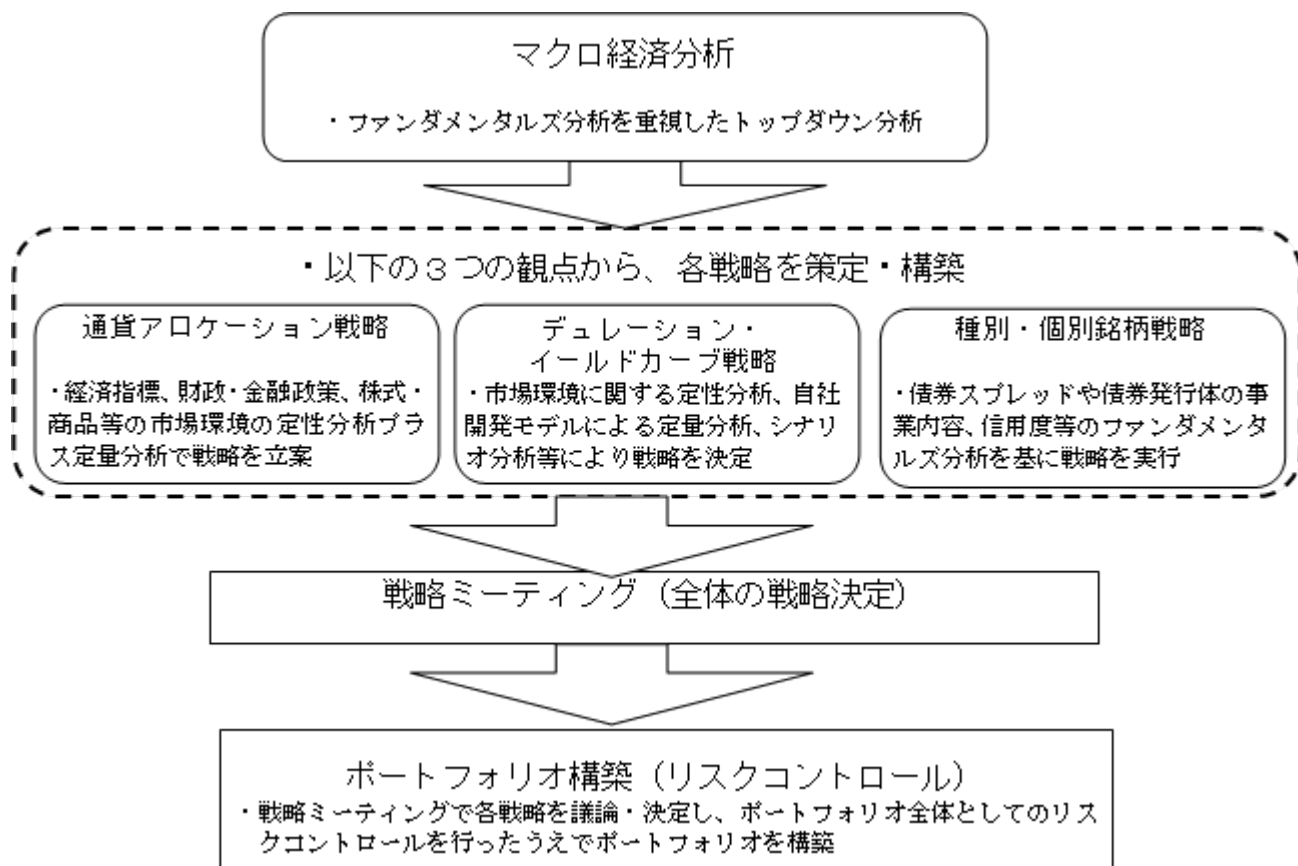 マクロ経済分析
・ファンダメンタルズ分析を重視したトップダウン分析
・以下の３つの観点から、各戦略を策定・構築
通貨アロケーション戦略
・経済指標、財政・金融政策、株式・
商品等の市場環境の定性分析プラ
ス定量分析で戦略を立案
デュレーション・
イールドカーブ戦略
・市場環境に関する定性分析、自社
開発モデルによる定量分析、シナリ
オ分析等により戦略を決定
種別・個別銘柄戦略
・債券スプレッドや債券発行体の事
業内容、信用度等のファンダメンタ
ルズ分析を基に戦略を実行
戦略ミーティング（全体の戦略決定）
ポートフォリオ構築（リスクコントロール）
・戦略ミーティングで各戦略を議論・決定し、ポートフォリオ全体としてのリス
クコントロールを行ったうえでポートフォリオを構築